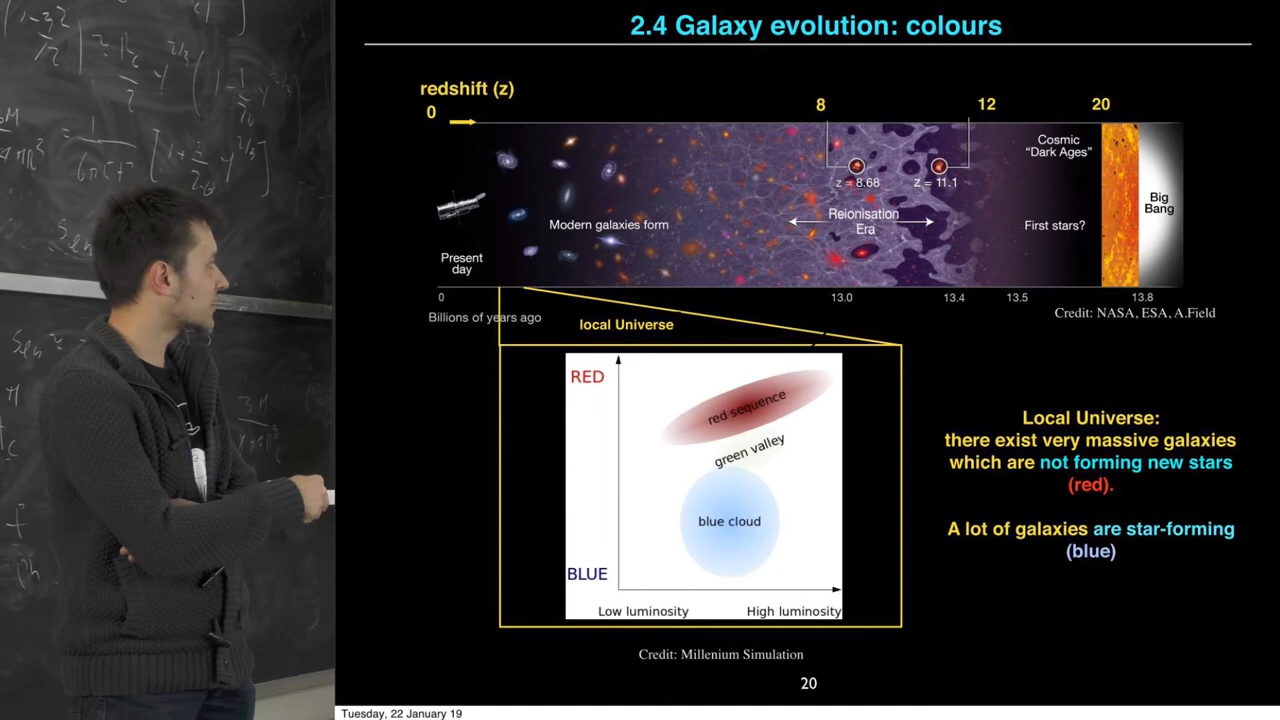 2.4 Galaxy evolution: colours
redshift (z)
0
8
12
20
Cosmic
"Dark Ages"
z = 8.68
z = 11.1
Big
Bang
Reionisation
Era
Modern galaxies form
First stars?
Present
day
0
13.0
13.4
13.5
13.8
Billions of years ago
Credit: NASA, ESA, A.Field
local Universe
RED
red sequence
green valley
blue cloud
BLUE
Low luminosity
High luminosity
Local Universe:
there exist very massive galaxies
which are not forming new stars
(red).
A lot of galaxies are star-forming
(blue)
Credit: Millenium Simulation
20
Tuesday, 22 January 19